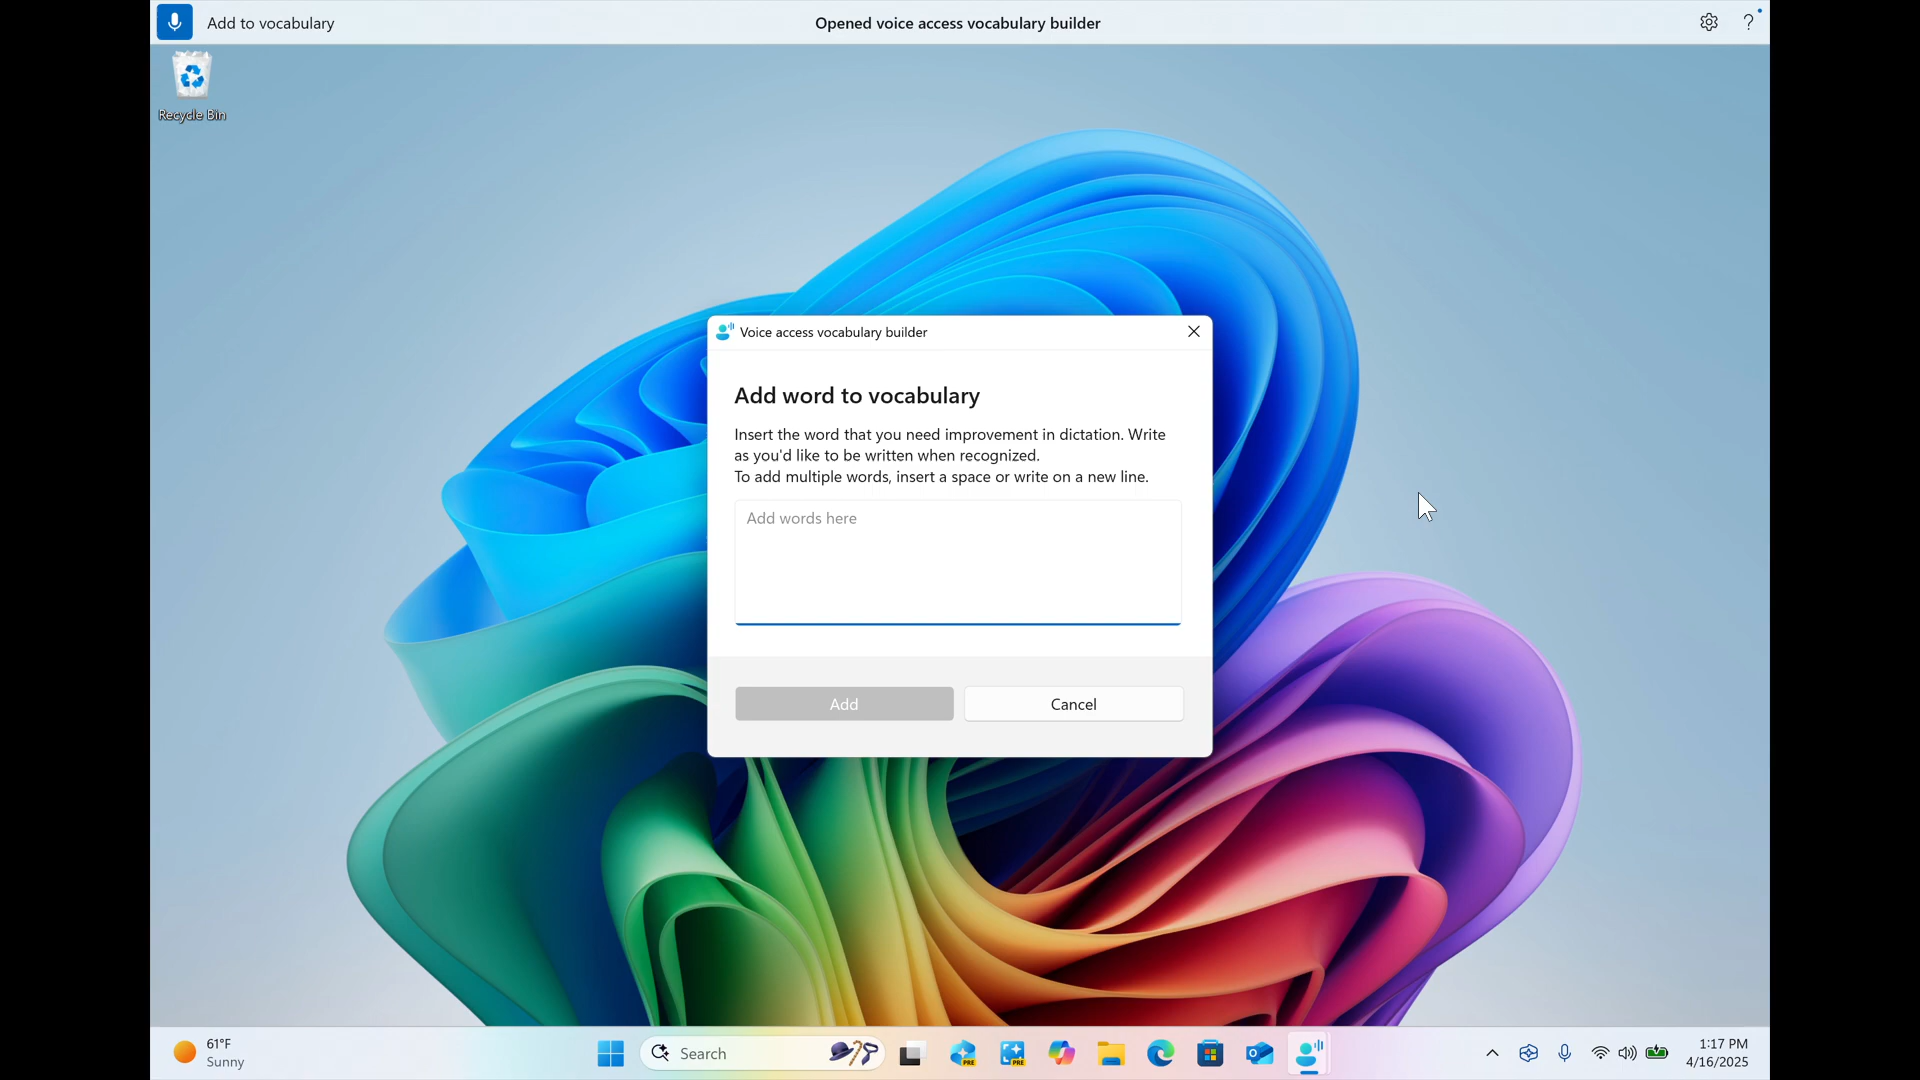 Add to vocabulary
Opened voice access vocabulary builder
?
Recycle Bin
Voice access vocabulary builder
Add word to vocabulary
Insert the word that you need improvement in dictation. Write
as you'd like to be written when recognized.
To add multiple words, insert a space or write on a new line.
Add words here
Add
Cancel
61°F
Sunny
Search
PRE
PRE
1:17 PM
4/16/2025